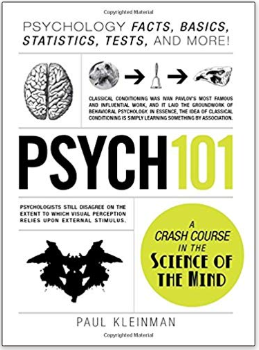 PSYCHOLOGY FACTS, BASICS,
STATISTICS, TESTS, AND MORE!
CLASSICAL CONDITIONING WAS IVAN PAVLOV'S MOST FAMOUS
AND INFLUENTIAL WORK, AND IT LAID THE GROUNDWORK OF
BEHAVIORAL PSYCHOLOGY. IN ESSENCE, THE IDEA OF CLASSICAL
CONDITIONING IS SIMPLY LEARNING SOMETHING BY ASSOCIATION.
PSYCH101
PSYCHOLOGISTS STILL DISAGREE ON THE
EXTENT TO WHICH VISUAL PERCEPTION
RELIES UPON EXTERNAL STIMULUS.
A
CRASH COURSE
IN THE
SCIENCE OF
THE MIND
PAUL KLEINMAN